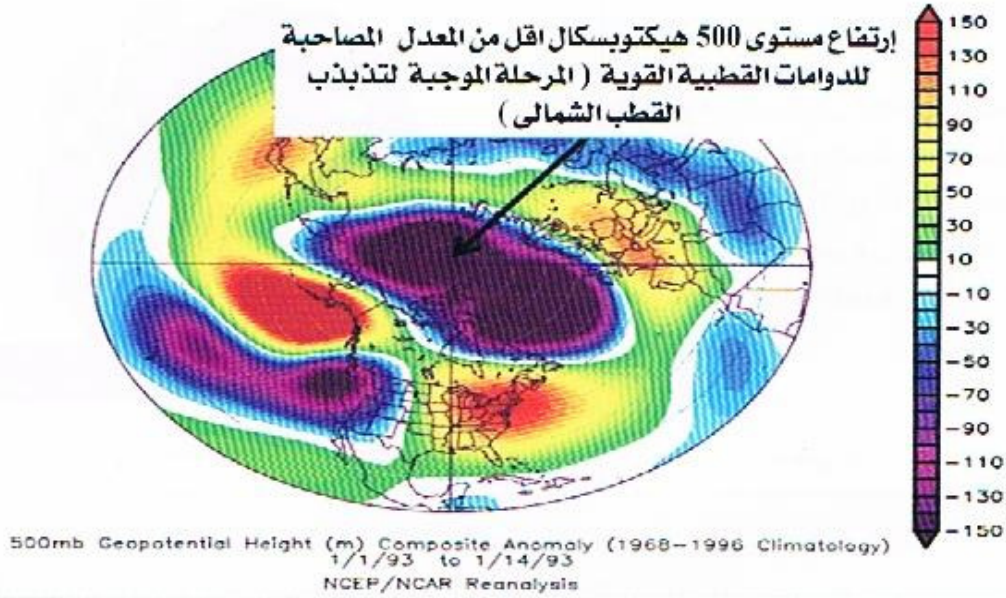 إرتفاع مستوى 500 هيكتوبسكال اقل من المعدل المصاحبة
للدوامات القطبية القوية ( المرحلة الموجبة لتذبذب
القطب الشمالى )
150
130
110
90
70
50
30
10
-10
-30
-50
-70
-90
-110
-130
-150
500mb Geopotential Height (m) Composite Anomaly (1968-1996 Climatology)
1/1/93 to 1/14/93
NCEP/NCAR Reanalysis